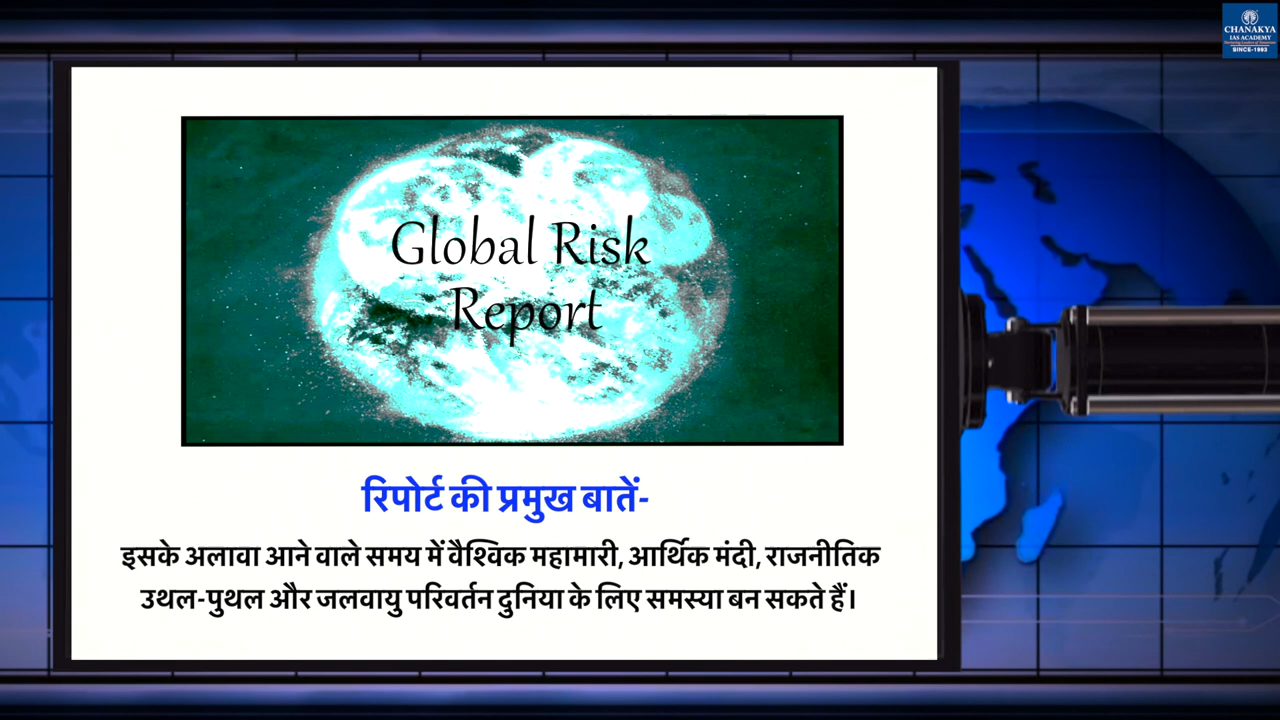 CHANAKYA
IAS ACADEMY
SINCE-1993
Global Risk
Report
रिपोर्ट की प्रमुख बातें-
इसके अलावा आने वाले समय में वैश्विक महामारी, आर्थिक मंदी, राजनीतिक
उथल-पुथल और जलवायु परिवर्तन दुनिया के लिए समस्या बन सकते हैं।